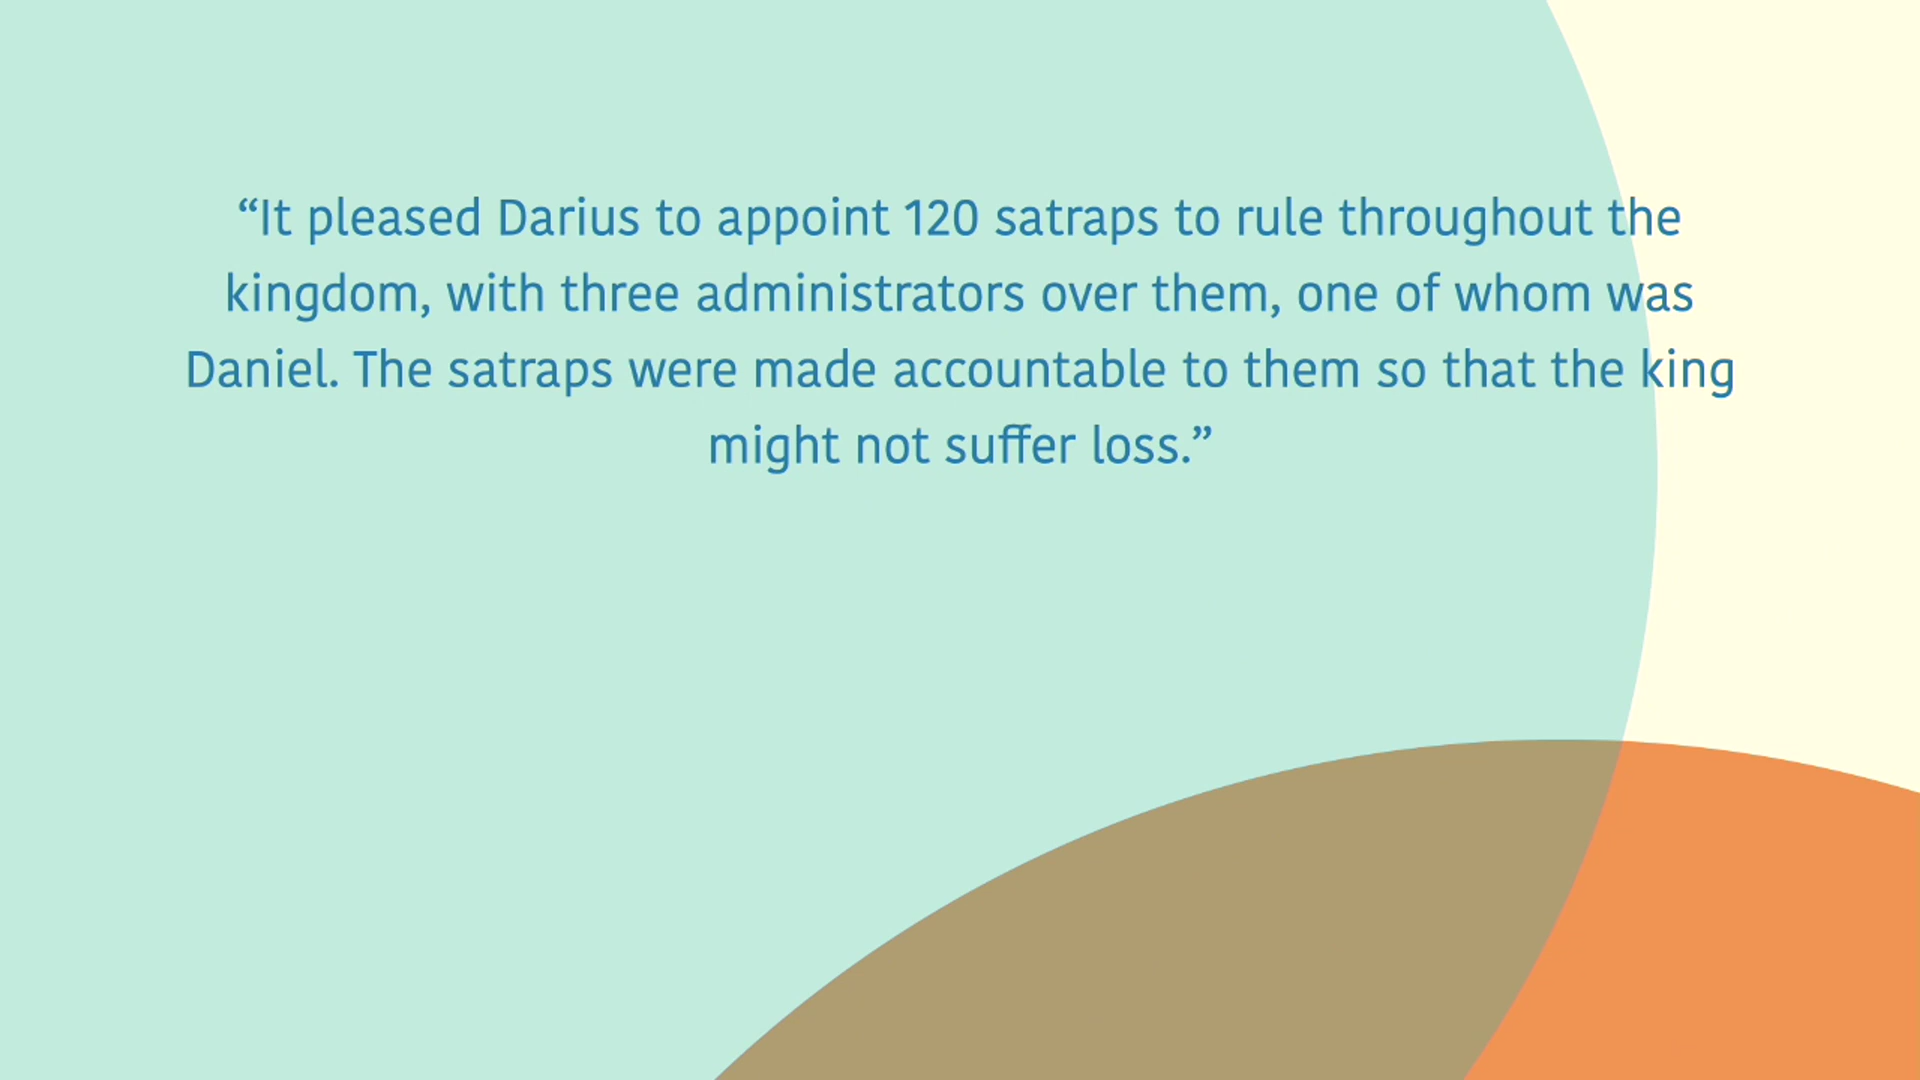 “It pleased Darius to appoint 120 satraps to rule throughout the
kingdom, with three administrators over them, one of whom was
Daniel. The satraps were made accountable to them so that the king
might not suffer loss.”